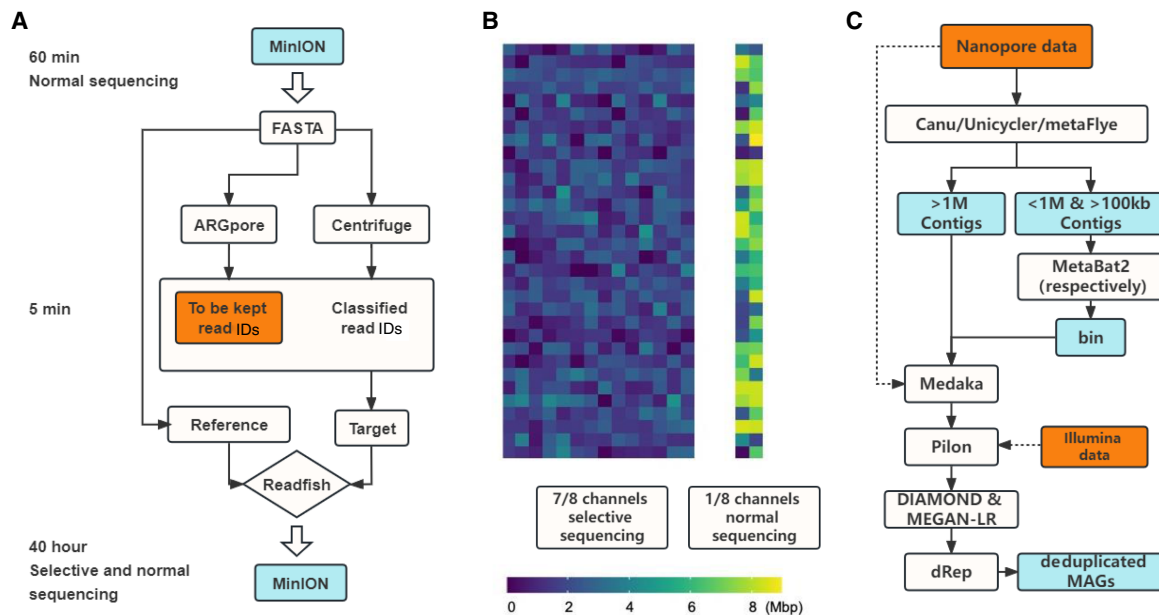 A
60 min
Normal sequencing
MinION
FASTA
ARGpore
Centrifuge
5 min
To be kept
read IDs
Classified
read IDs
Reference
Target
Readfish
40 hour
Selective and normal
sequencing
MinION
B
7/8 channels
selective
sequencing
1/8 channels
normal
sequencing
0 2 4 6 8 (Mbp)
C
Nanopore data
Canu/Unicycler/metaFlye
>1M
Contigs
<1M & >100kb
Contigs
MetaBat2
(respectively)
bin
Medaka
Pilon
Illumina
data
DIAMOND &
MEGAN-LR
dRep
deduplicated
MAGs